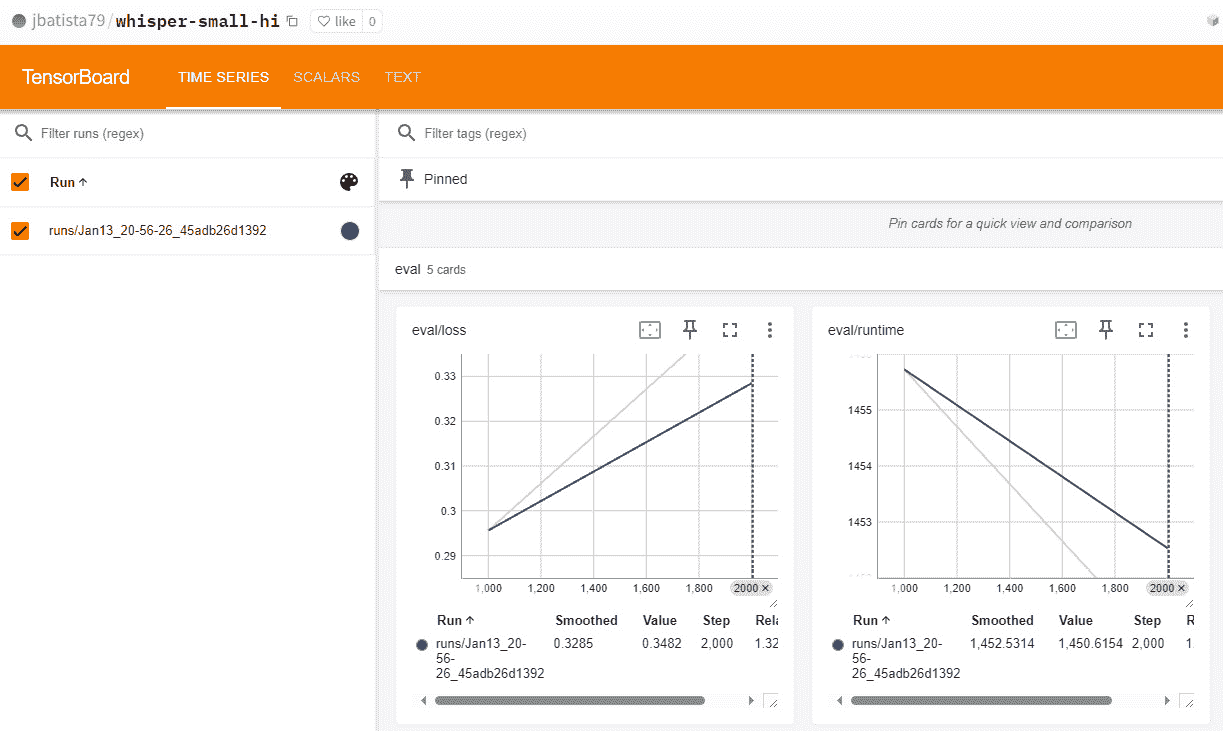 jbatista79/whisper-small-hi like 0
TensorBoard TIME SERIES SCALARS TEXT
Filter runs (regex)
Run
runs/Jan13_20-56-26_45adb26d1392
Filter tags (regex)
Pinned
Pin cards for a quick view and comparison
eval 5 cards
eval/loss
0.33
0.32
0.31
0.3
0.29
1,000 1,200 1,400 1,600 1,800 2000 ×
Run ↑ Smoothed Value Step Rela
runs/Jan13_20- 0.3285 0.3482 2,000 1.32
56-
26_45adb26d1392
eval/runtime
1455
1454
1453
1,000 1,200 1,400 1,600 1,800 2000 ×
Run ↑ Smoothed Value Step R
runs/Jan13_20- 1,452.5314 1,450.6154 2,000 1.
56-
26_45adb26d1392